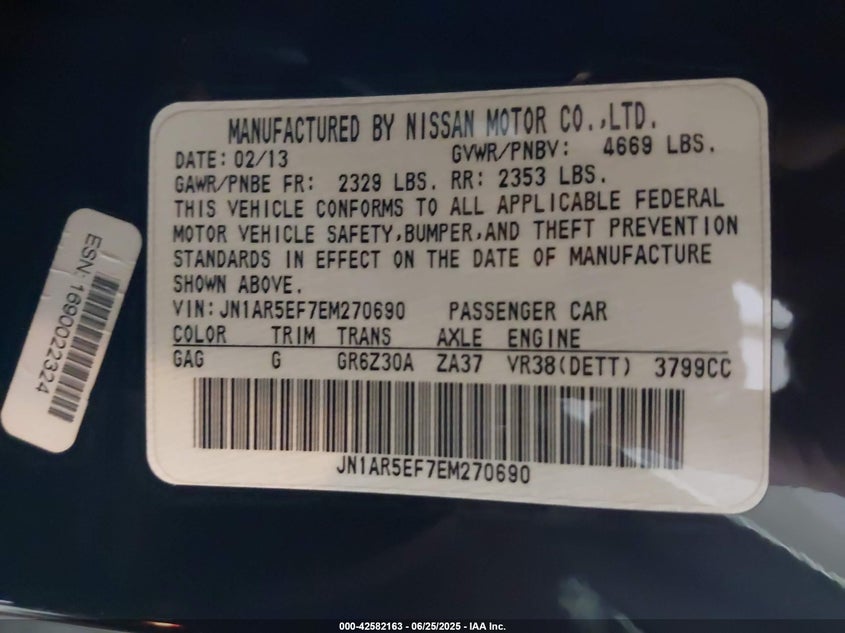 MANUFACTURED BY NISSAN MOTOR CO.,LTD.
DATE: 02/13 GVWR/PNBV: 4669 LBS.
GAWR/PNBE FR: 2329 LBS. RR: 2353 LBS.
THIS VEHICLE CONFORMS TO ALL APPLICABLE FEDERAL
MOTOR VEHICLE SAFETY,BUMPER,AND THEFT PREVENTION
STANDARDS IN EFFECT ON THE DATE OF MANUFACTURE
SHOWN ABOVE.
VIN: JN1AR5EF7EM270690 PASSENGER CAR
COLOR TRIM TRANS AXLE ENGINE
GAG G GR6Z30A ZA37 VR38(DETT) 3799CC
JN1AR5EF7EM270690
ESN: 1690022324
000-42582163 - 06/25/2025 - IAA Inc.